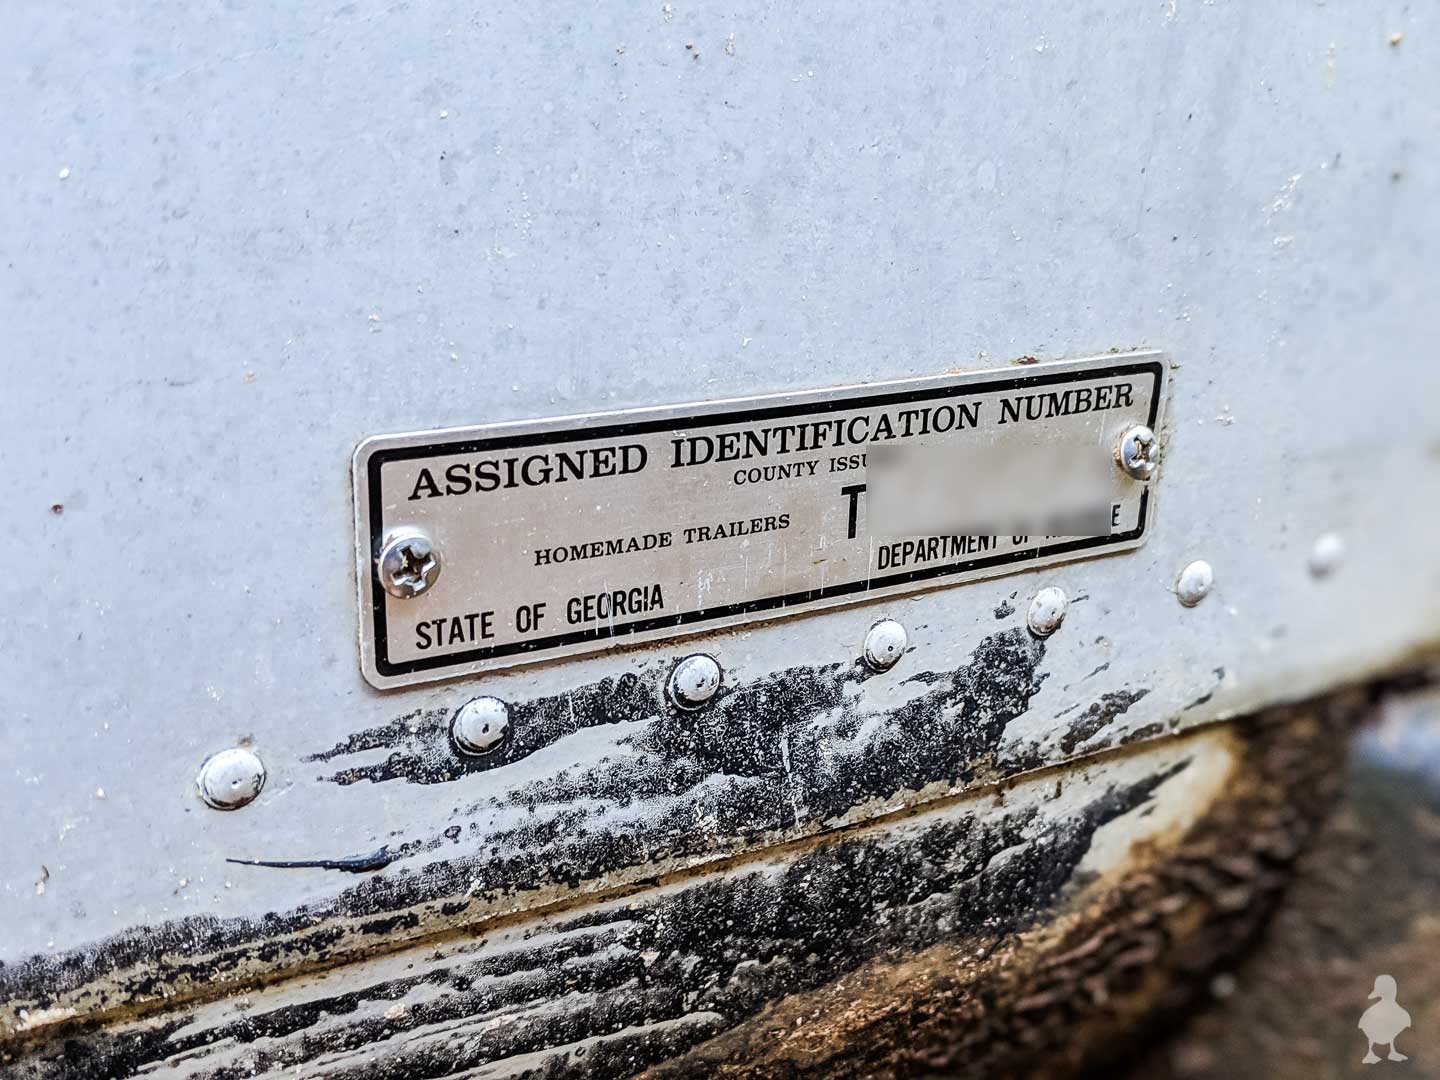 ASSIGNED IDENTIFICATION NUMBER
COUNTY ISSU
HOMEMADE TRAILERS T
STATE OF GEORGIA DEPARTMENT